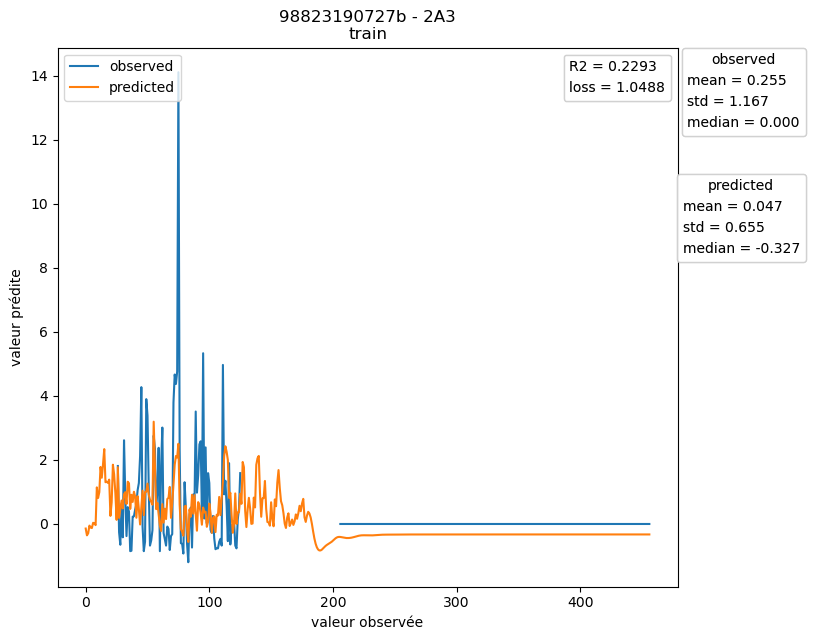 98823190727b - 2A3
train
observed
predicted
R2 = 0.2293
loss = 1.0488
observed
mean = 0.255
std = 1.167
median = 0.000
predicted
mean = 0.047
std = 0.655
median = -0.327
valeur prédite
14
12
10
8
6
4
2
0
0
100
200
300
400
valeur observée